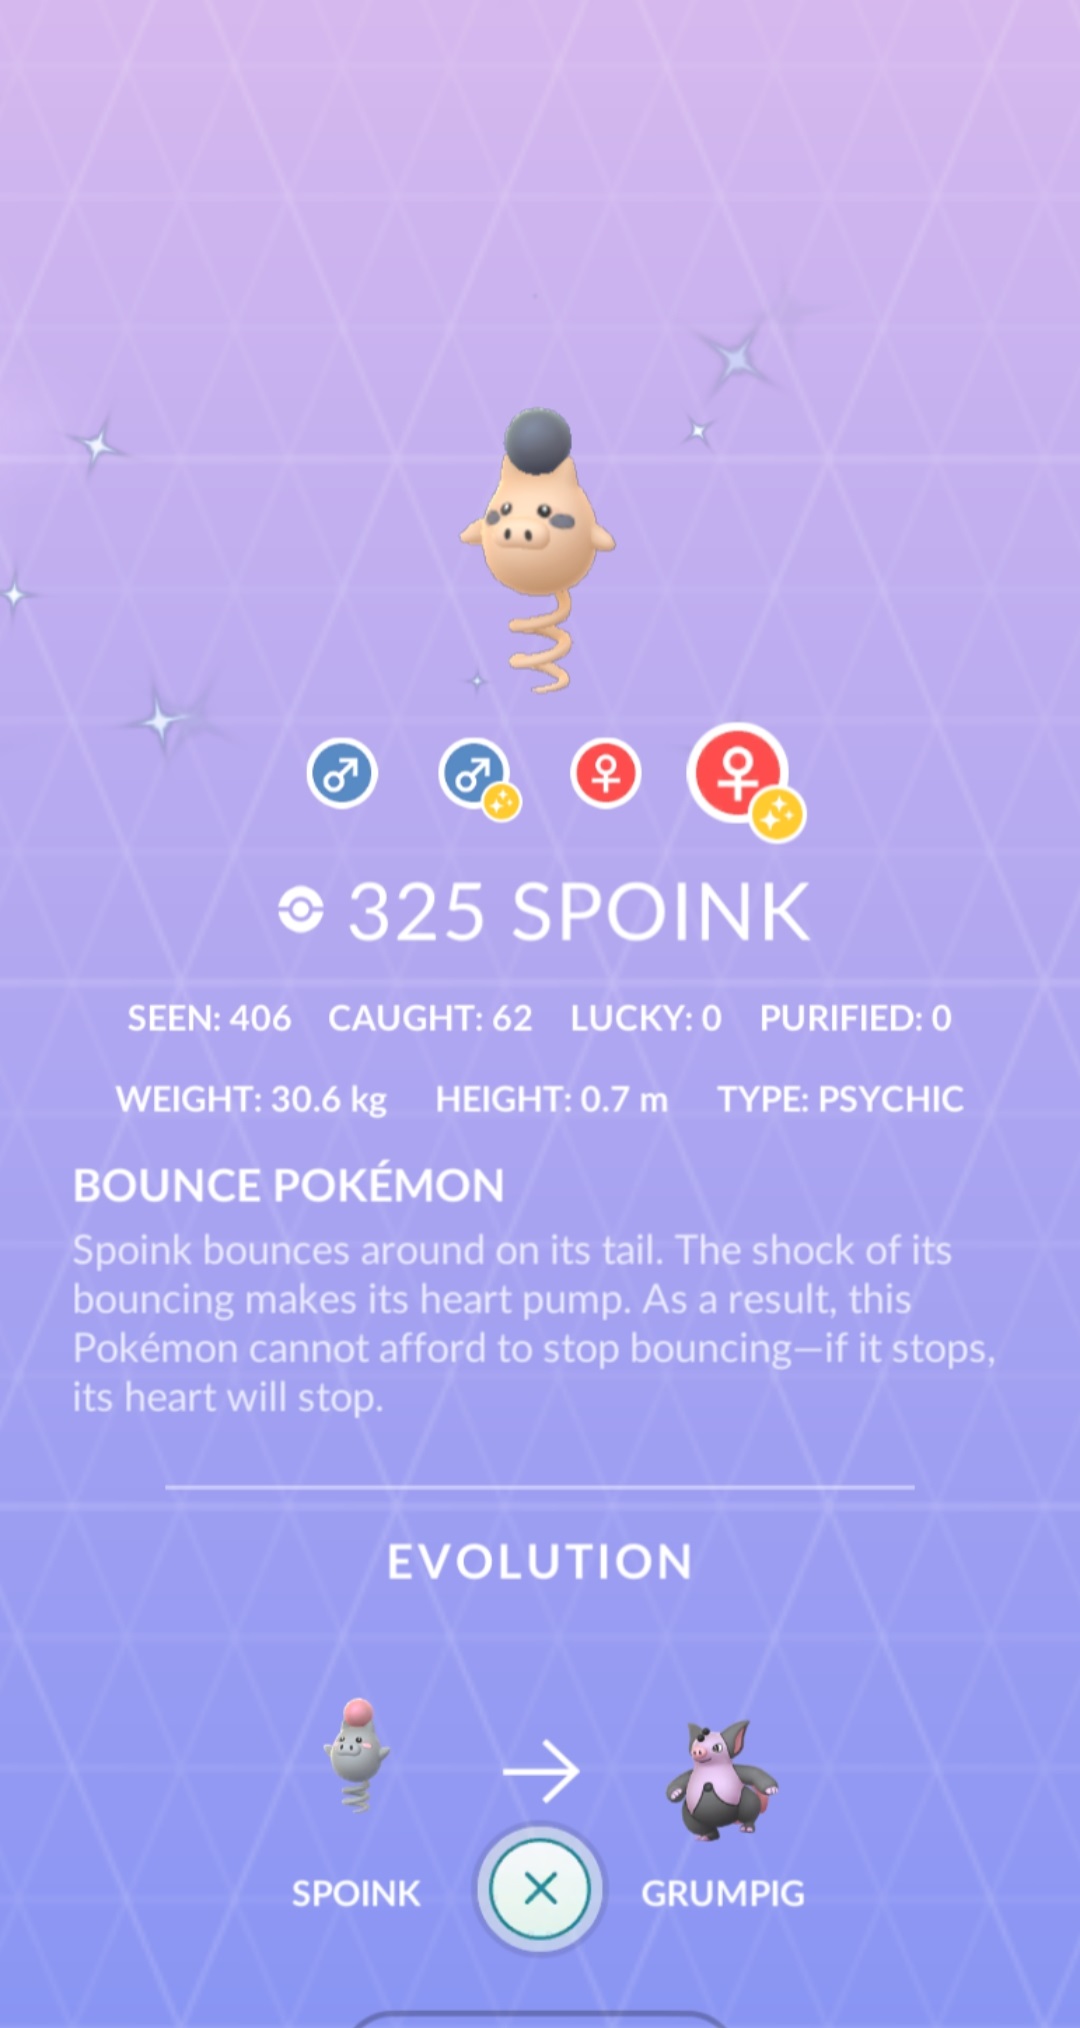 325 SPOINK
SEEN: 406 CAUGHT: 62 LUCKY: 0 PURIFIED: 0
WEIGHT: 30.6 kg HEIGHT: 0.7 m TYPE: PSYCHIC
BOUNCE POKÉMON
Spoink bounces around on its tail. The shock of its
bouncing makes its heart pump. As a result, this
Pokémon cannot afford to stop bouncing—if it stops,
its heart will stop.
EVOLUTION
SPOINK GRUMPIG